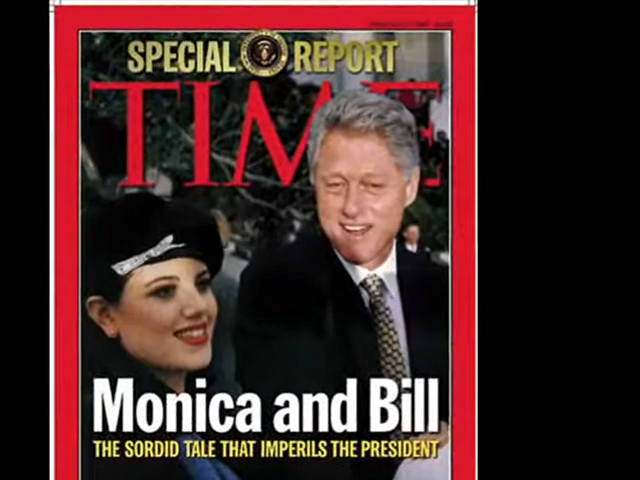 SPECIAL REPORT
TIME
Monica and Bill
THE SORDID TALE THAT IMPERILS THE PRESIDENT